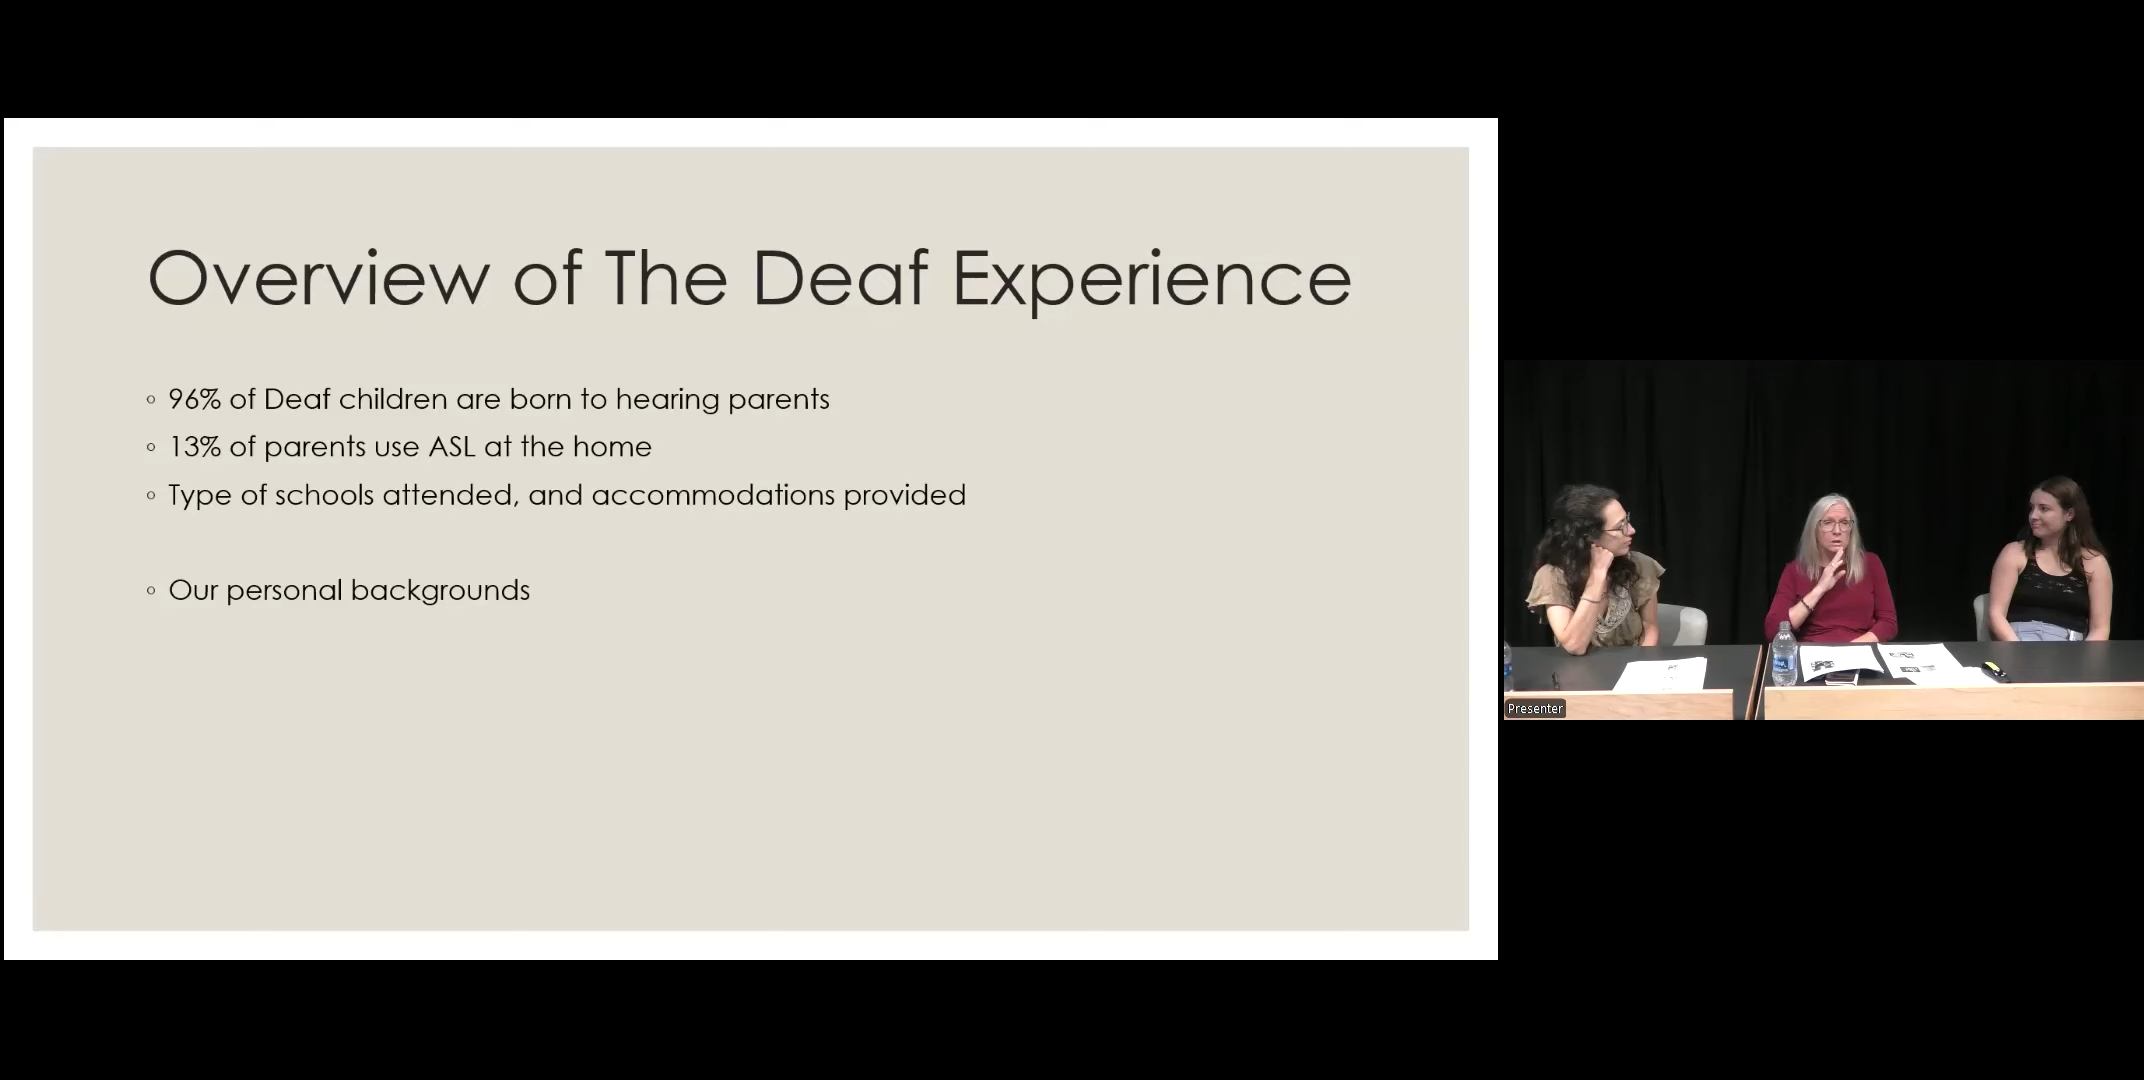 Overview of The Deaf Experience
◦ 96% of Deaf children are born to hearing parents
◦ 13% of parents use ASL at the home
◦ Type of schools attended, and accommodations provided
◦ Our personal backgrounds
Presenter